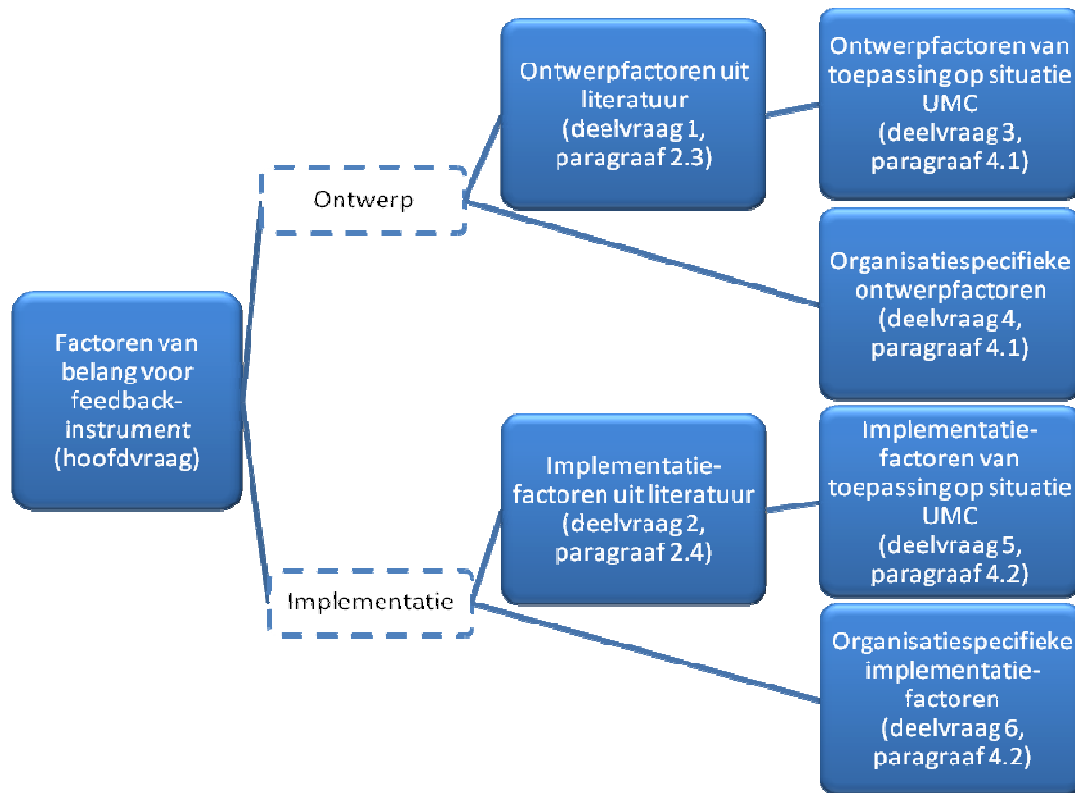 Factoren van
belang voor
feedback-
instrument
(hoofdvraag)
Ontwerp
Ontwerpfactoren uit
literatuur
(deelvraag 1,
paragraaf 2.3)
Ontwerpfactoren van
toepassing op situatie
UMC
(deelvraag 3,
paragraaf 4.1)
Organisatiespecifieke
ontwerpfactoren
(deelvraag 4,
paragraaf 4.1)
Implementatie
Implementatie-
factoren uit literatuur
(deelvraag 2,
paragraaf 2.4)
Implementatie-
factoren van
toepassing op situatie
UMC
(deelvraag 5,
paragraaf 4.2)
Organisatiespecifieke
implementatie-
factoren
(deelvraag 6,
paragraaf 4.2)